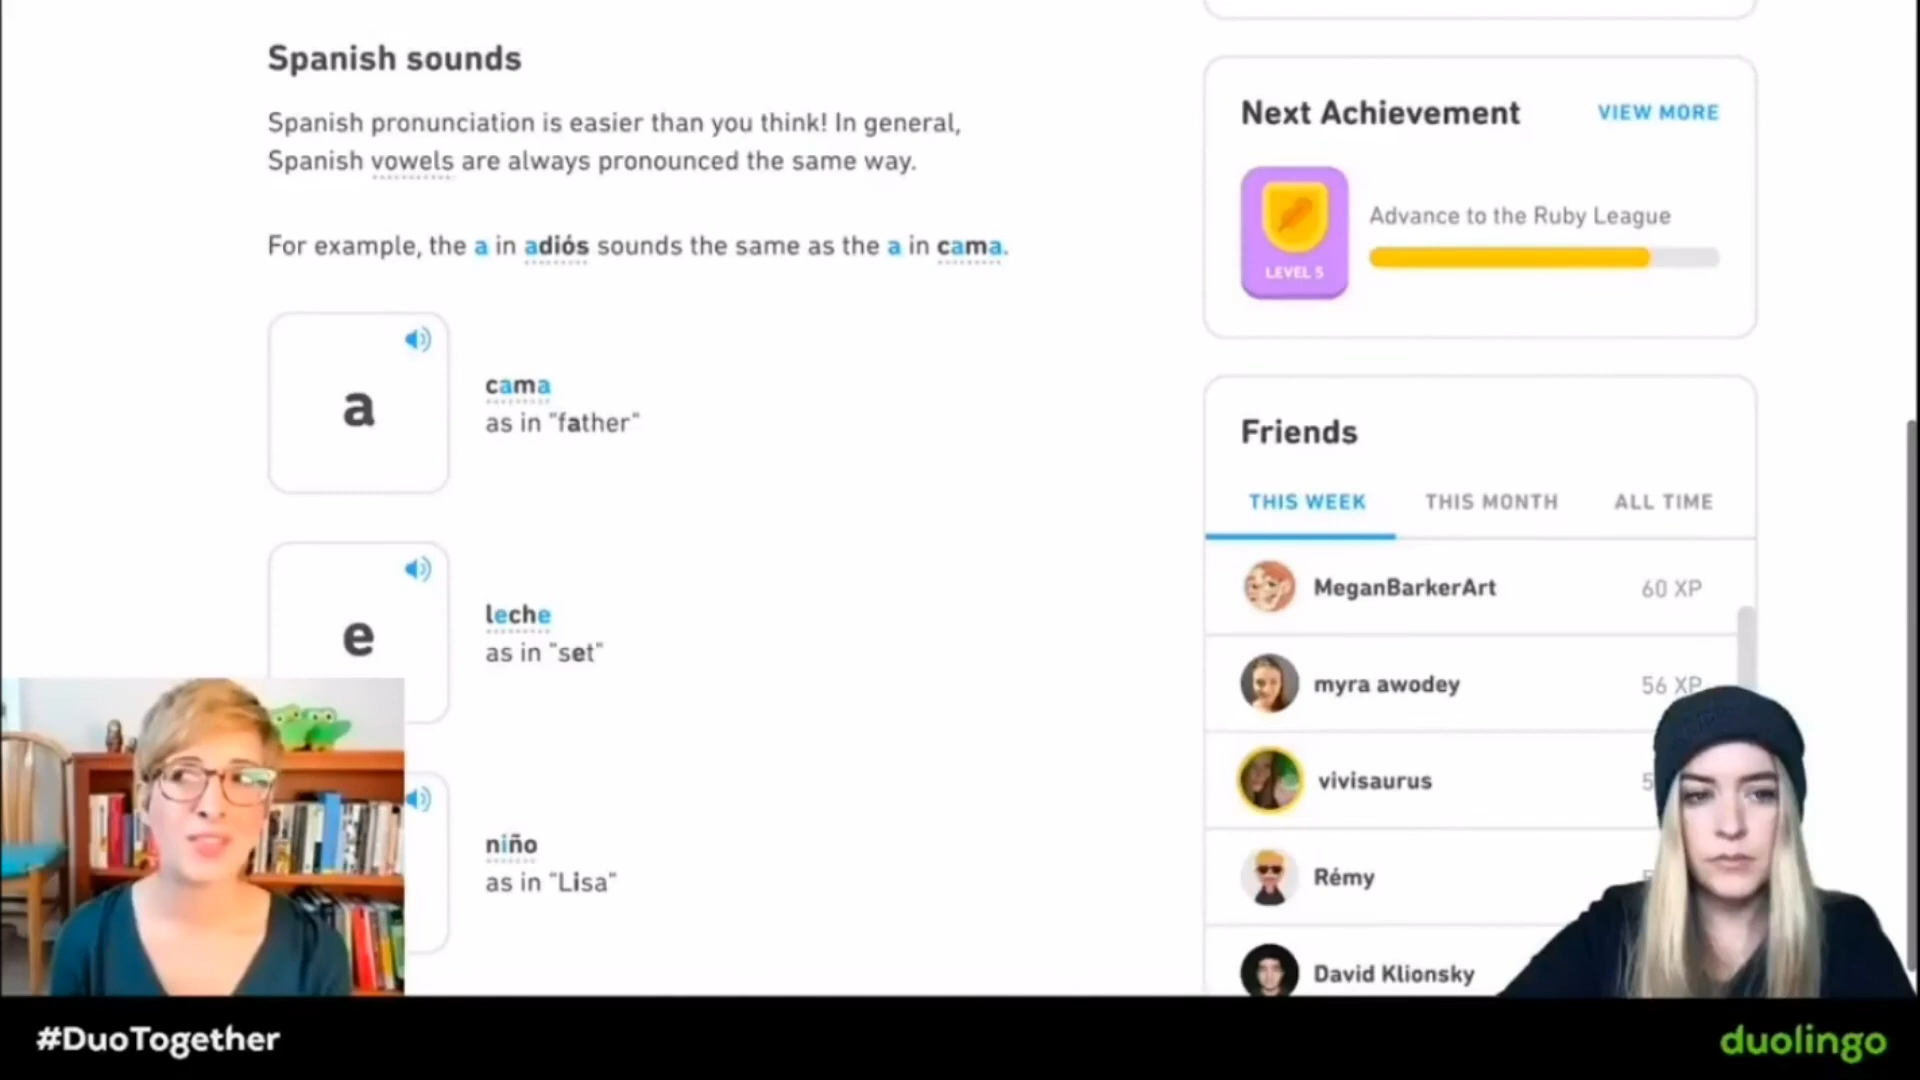 Spanish sounds
Spanish pronunciation is easier than you think! In general,
Spanish vowels are always pronounced the same way.
For example, the a in adiós sounds the same as the a in cama.
a
cama
as in "father"
e
leche
as in "set"
niño
as in "Lisa"
Next Achievement
VIEW MORE
LEVEL 5
Advance to the Ruby League
Friends
THIS WEEK
THIS MONTH
ALL TIME
MeganBarkerArt
60 XP
myra awodey
56 XP
vivisaurus
Rémy
David Klionsky
#DuoTogether
duolingo